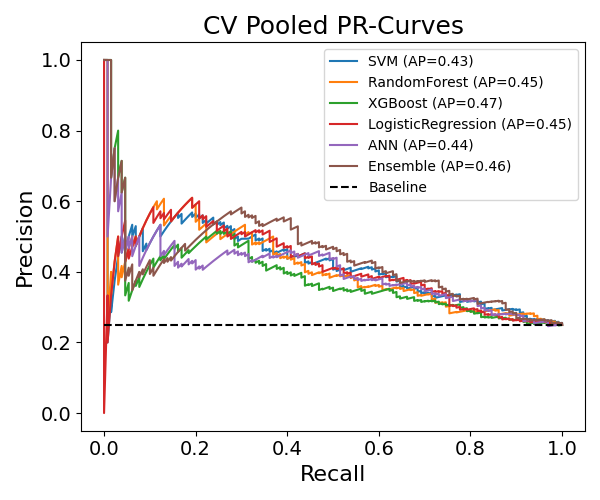 CV Pooled PR-Curves
SVM (AP=0.43)
RandomForest (AP=0.45)
XGBoost (AP=0.47)
LogisticRegression (AP=0.45)
ANN (AP=0.44)
Ensemble (AP=0.46)
Baseline
Precision
1.0
0.8
0.6
0.4
0.2
0.0
0.0 0.2 0.4 0.6 0.8 1.0
Recall